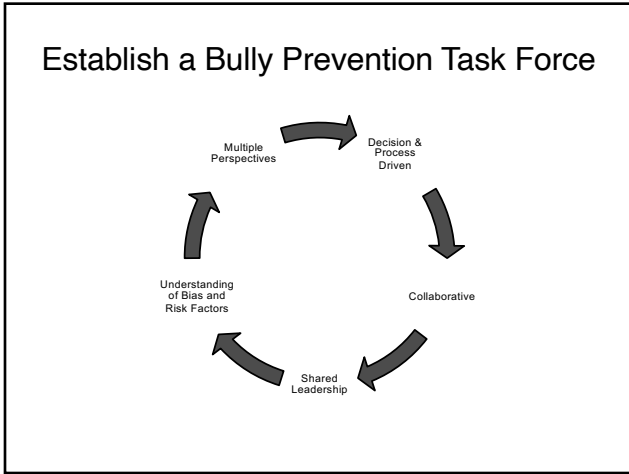 Establish a Bully Prevention Task Force
Multiple
Perspectives
Decision &
Process
Driven
Collaborative
Shared
Leadership
Understanding
of Bias and
Risk Factors